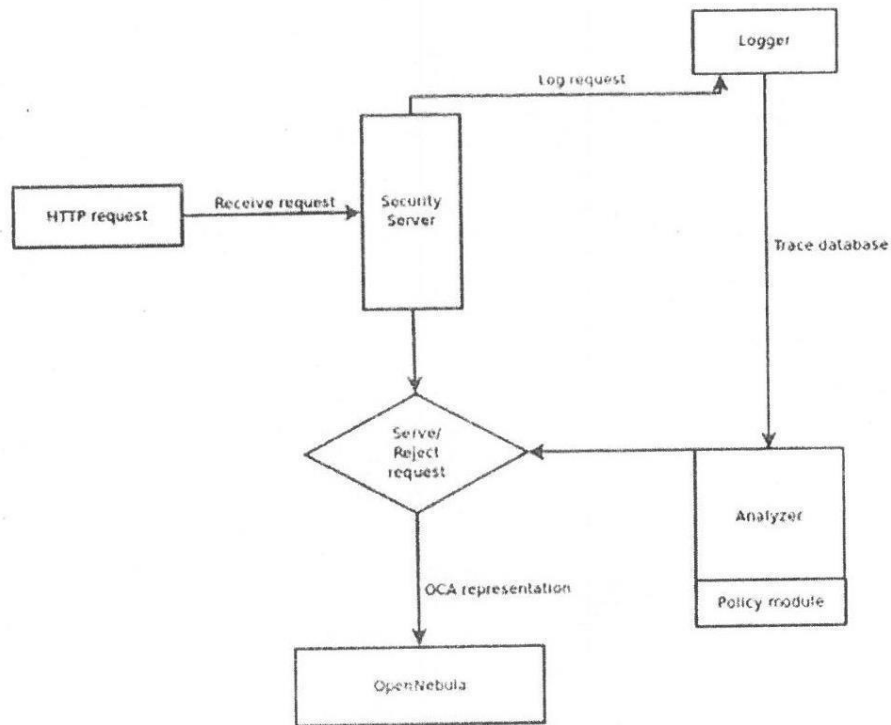 Logger
Log request
HTTP request
Receive request
Security
Server
Trace database
Serve/
Reject
request
Analyzer
OCA representation
Policy module
OpenNebula